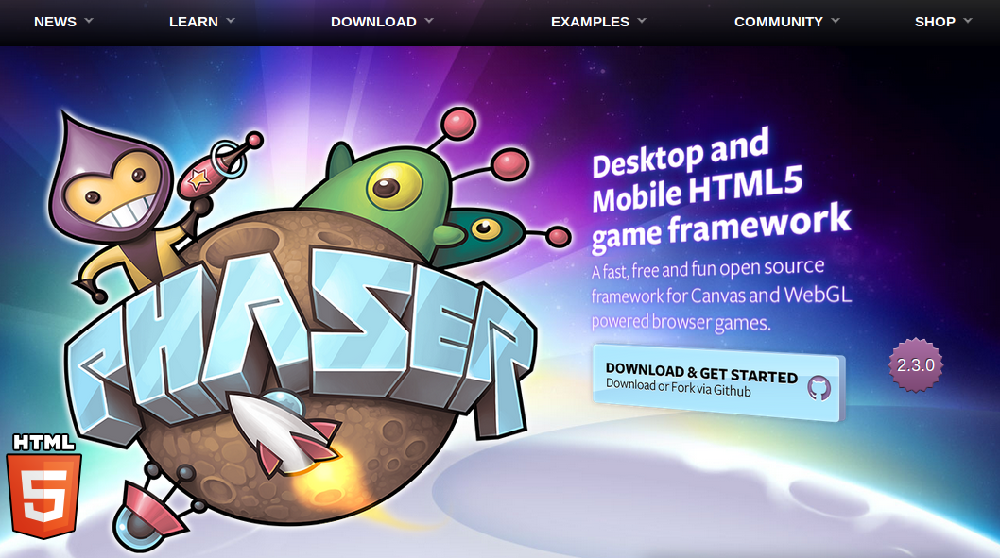 NEWS LEARN DOWNLOAD EXAMPLES COMMUNITY SHOP
PHASER
Desktop and
Mobile HTML5
game framework
A fast, free and fun open source
framework for Canvas and WebGL
powered browser games.
DOWNLOAD & GET STARTED
Download or Fork via Github
2.3.0
HTML
5